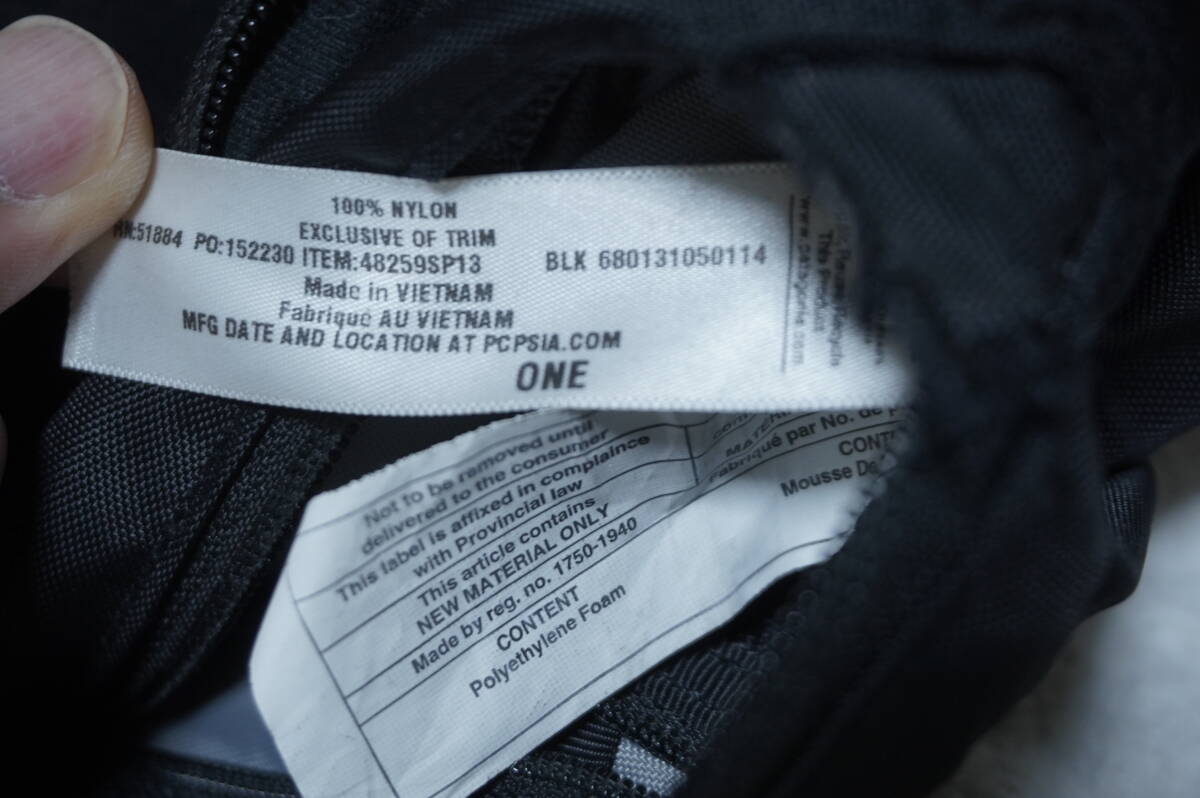 100% NYLON
EXCLUSIVE OF TRIM
RN:51884 PO:152230 ITEM:48259SP13 BLK 680131050114
Made in VIETNAM
Fabrique AU VIETNAM
MFG DATE AND LOCATION AT PCPSIA.COM
ONE
www.patagonia.com
Not to be removed until
delivered to the consumer
This label is affixed in complaince
with Provincial law
This article contains
NEW MATERIAL ONLY
Made by reg. no. 1750-1940
CONTENT
Polyethylene Foam
Fabriqué par No. de
Mousse